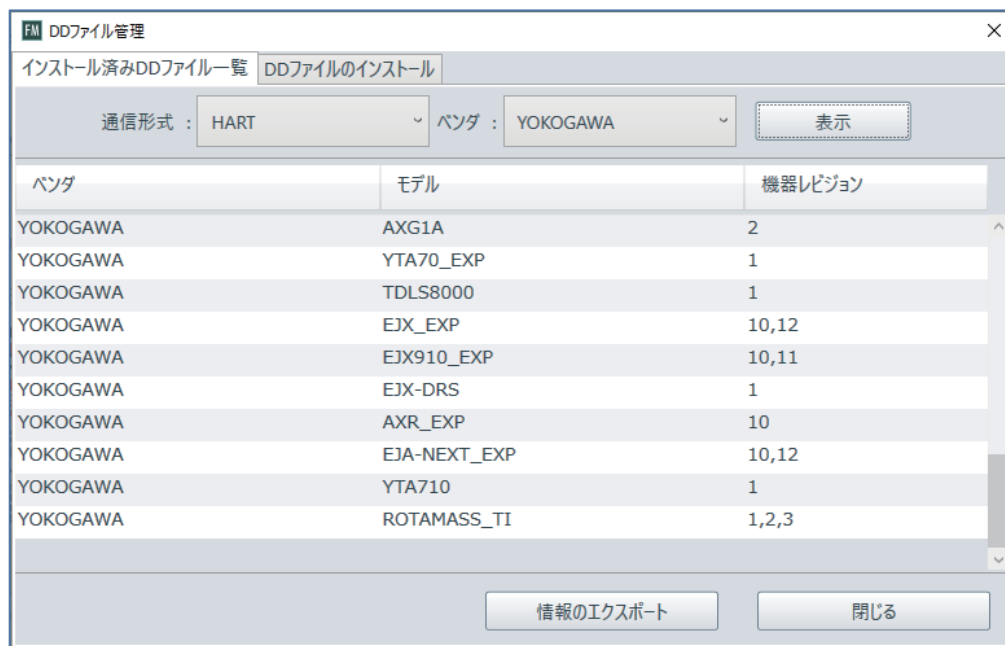 FM DDファイル管理
インストール済みDDファイル一覧 DDファイルのインストール
通信形式 : HART ベンダ : YOKOGAWA 表示
ベンダ モデル 機器レビジョン
YOKOGAWA AXG1A 2
YOKOGAWA YTA70_EXP 1
YOKOGAWA TDLS8000 1
YOKOGAWA EJX_EXP 10,12
YOKOGAWA EJX910_EXP 10,11
YOKOGAWA EJX-DRS 1
YOKOGAWA AXR_EXP 10
YOKOGAWA EJA-NEXT_EXP 10,12
YOKOGAWA YTA710 1
YOKOGAWA ROTAMASS_TI 1,2,3
情報のエクスポート 閉じる